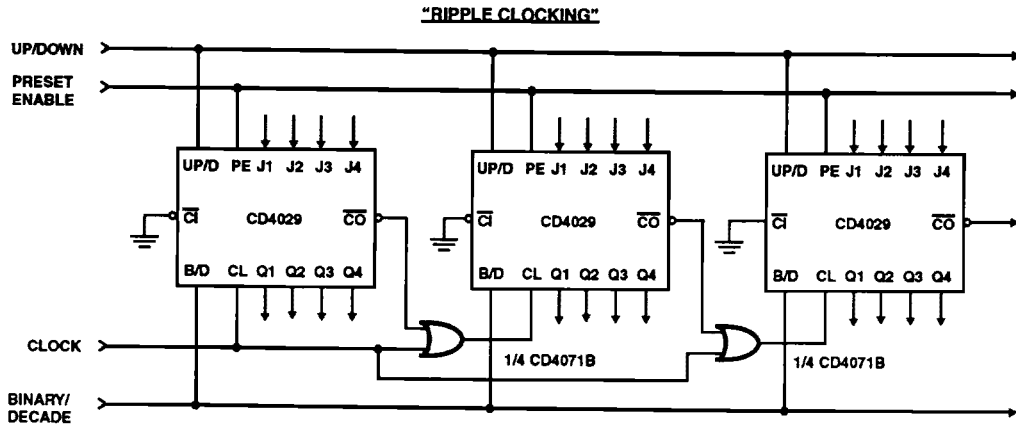 "RIPPLE CLOCKING"
UP/DOWN
PRESET
ENABLE
UP/D PE J1 J2 J3 J4
UP/D PE J1 J2 J3 J4
UP/D PE J1 J2 J3 J4
CI CD4029 CO
CI CD4029 CO
CI CD4029 CO
B/D CL Q1 Q2 Q3 Q4
B/D CL Q1 Q2 Q3 Q4
B/D CL Q1 Q2 Q3 Q4
CLOCK
1/4 CD4071B
1/4 CD4071B
BINARY/
DECADE